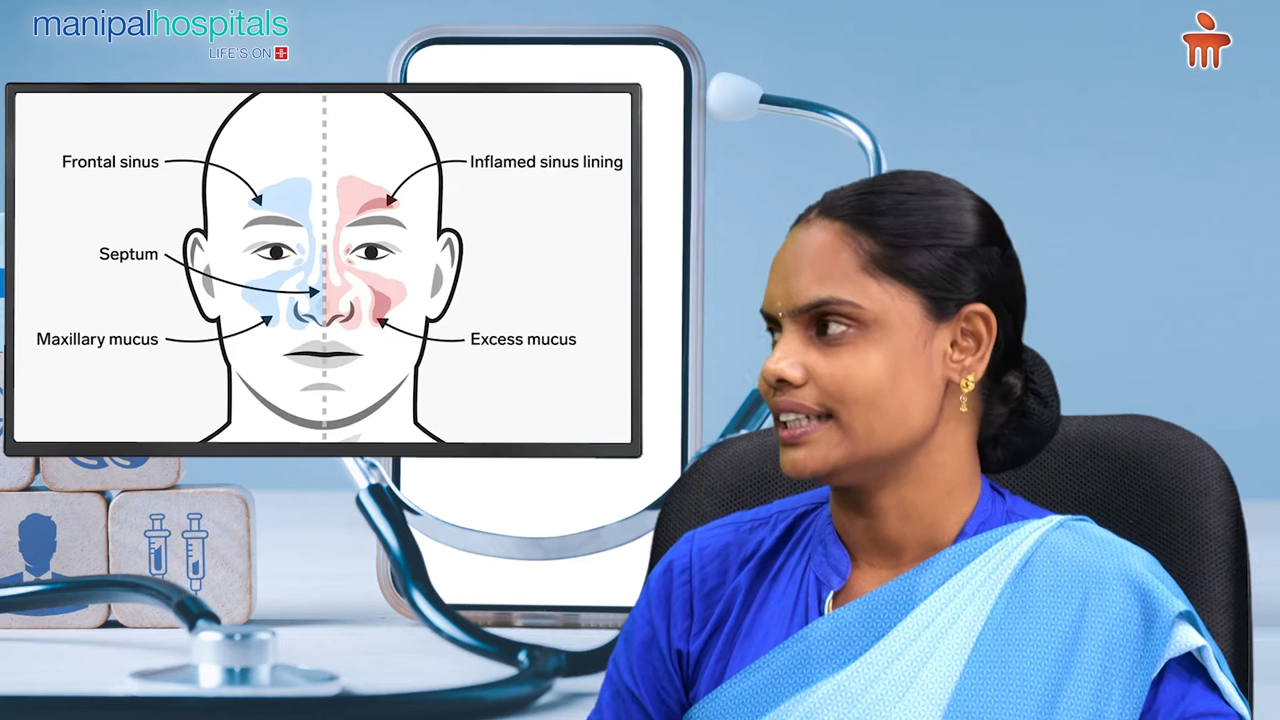 manipalhospitals
LIFE'S ON
Frontal sinus
Inflamed sinus lining
Septum
Maxillary mucus
Excess mucus